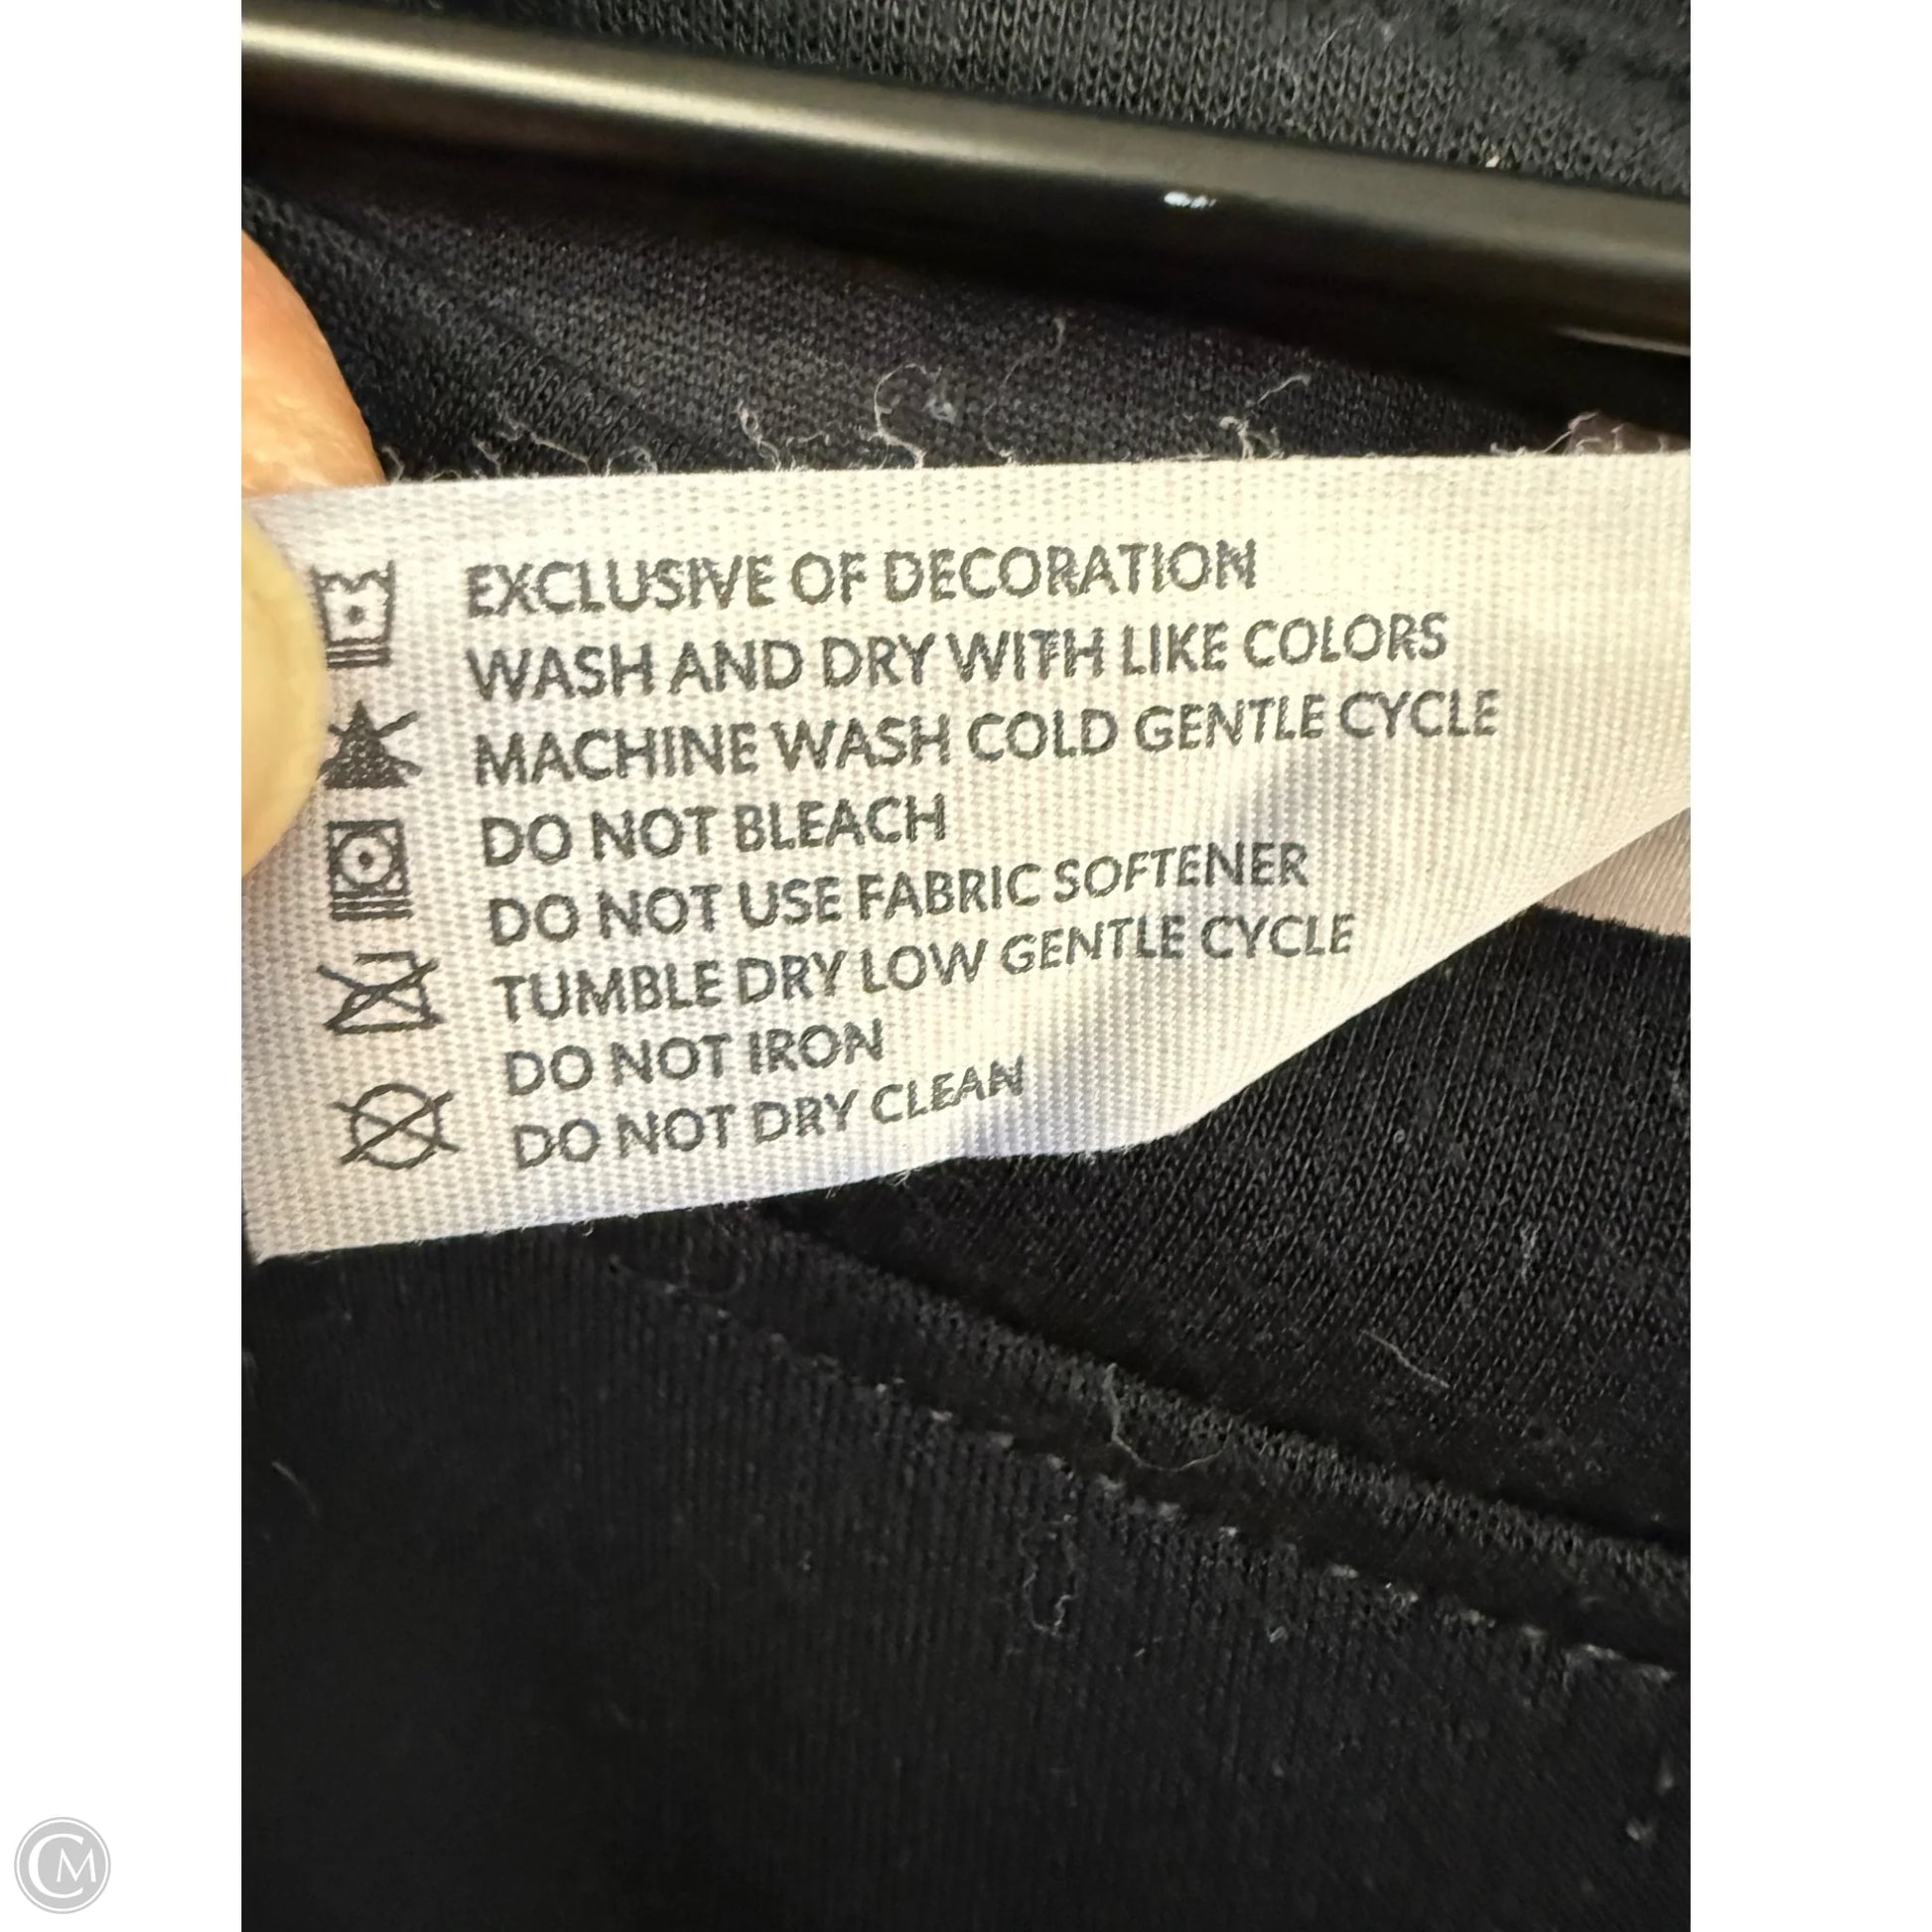 EXCLUSIVE OF DECORATION
WASH AND DRY WITH LIKE COLORS
MACHINE WASH COLD GENTLE CYCLE
DO NOT BLEACH
DO NOT USE FABRIC SOFTENER
TUMBLE DRY LOW GENTLE CYCLE
DO NOT IRON
DO NOT DRY CLEAN
CM